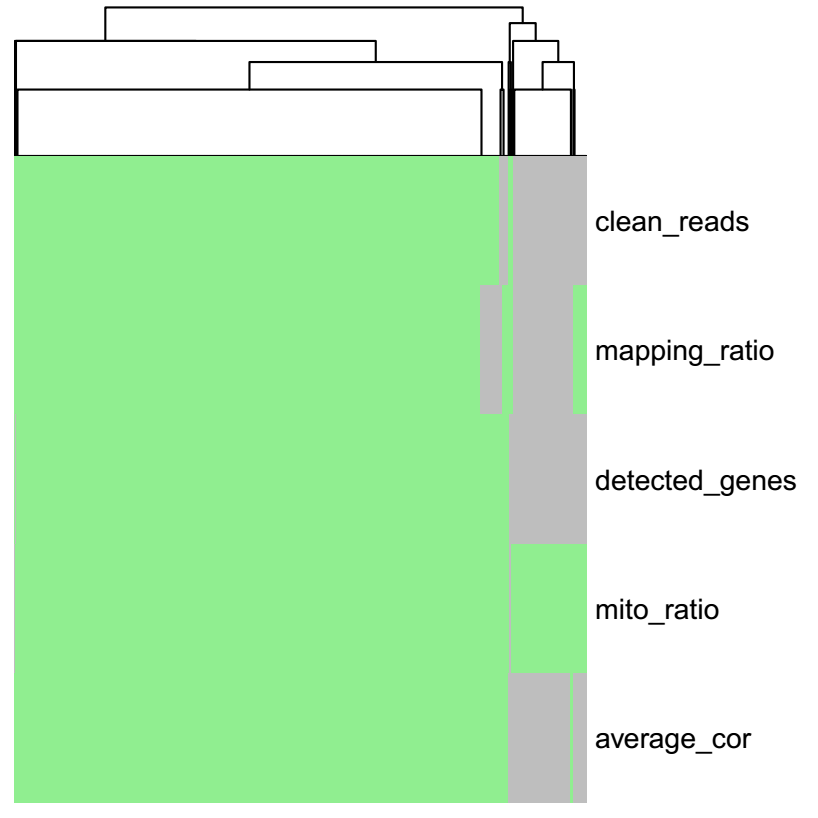 clean_reads
mapping_ratio
detected_genes
mito_ratio
average_cor